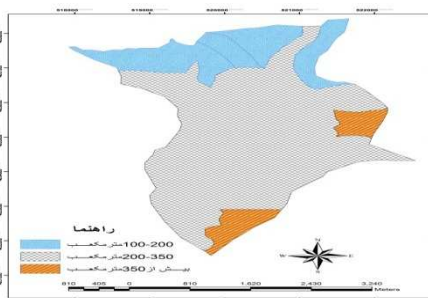 راهنما
100-200 متر مکعب
200-350 متر مکعب
بیش از 350 متر مکعب
N
W E
S
810 405 0 810 1,620 2,430 3,240
Meters